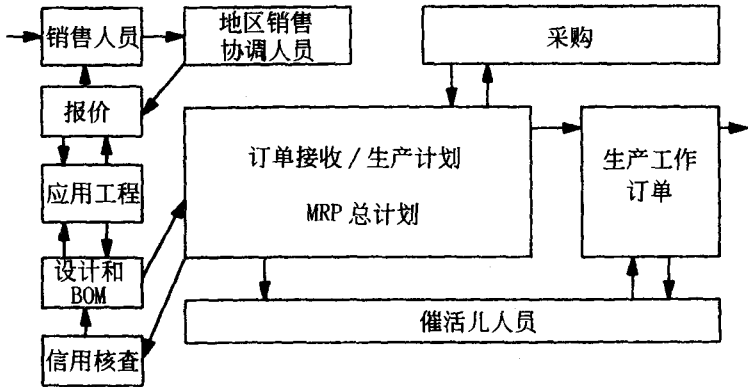 销售人员
地区销售
协调人员
采购
报价
订单接收/生产计划
MRP 总计划
生产工作
订单
应用工程
设计和
BOM
催活儿人员
信用核查